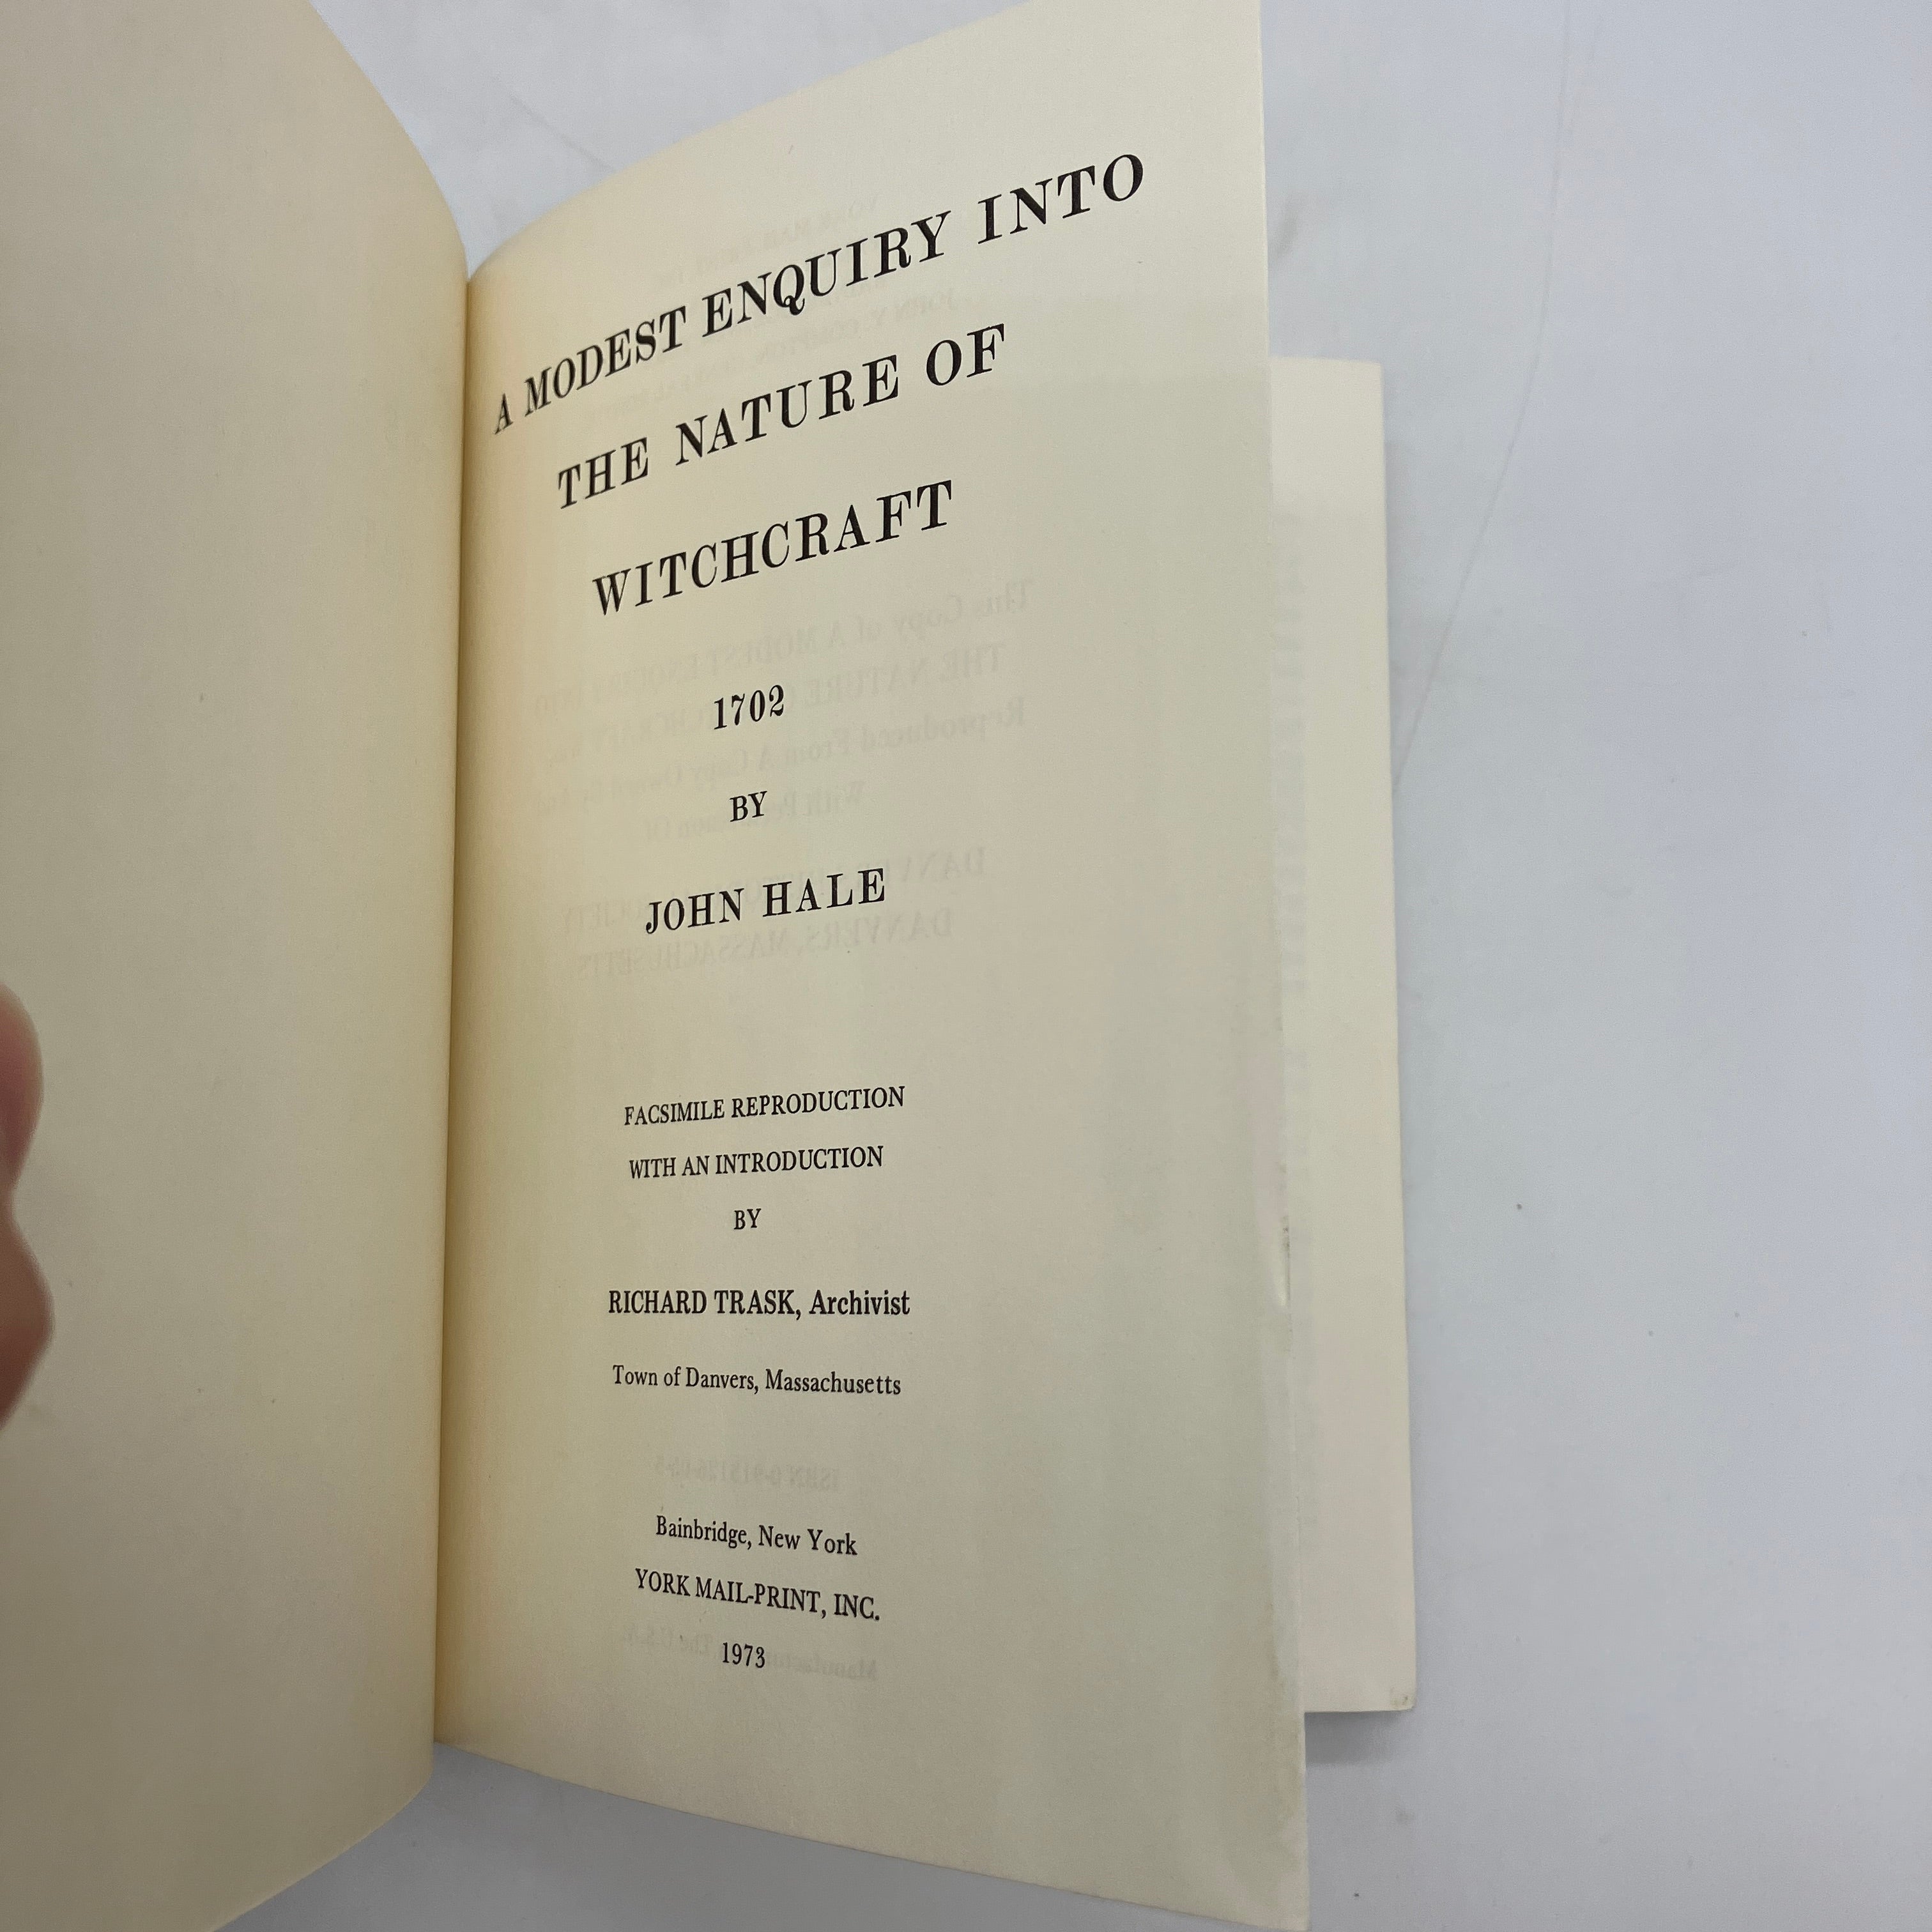 A MODEST ENQUIRY INTO
THE NATURE OF
WITCHCRAFT
1702
BY
JOHN HALE
FACSIMILE REPRODUCTION
WITH AN INTRODUCTION
BY
RICHARD TRASK, Archivist
Town of Danvers, Massachusetts
Bainbridge, New York
YORK MAIL-PRINT, INC.
1973